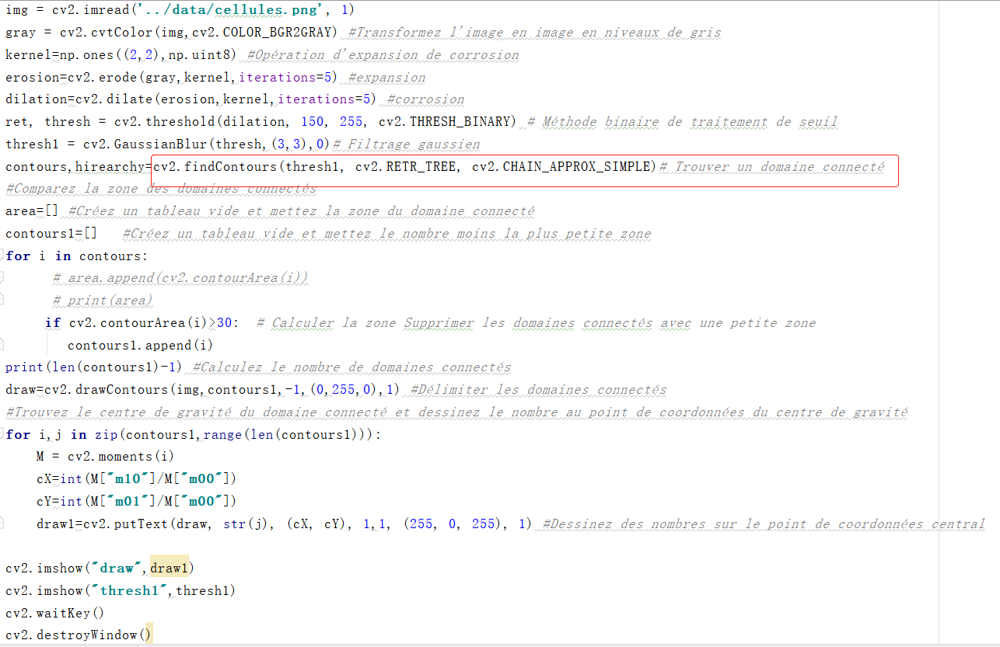 img = cv2.imread('../data/cellules.png', 1)
gray = cv2.cvtColor(img,cv2.COLOR_BGR2GRAY) #Transformez l'image en image en niveaux de gris
kernel=np.ones((2,2),np.uint8) #Opération d'expansion de corrosion
erosion=cv2.erode(gray,kernel,iterations=5) #expansion
dilation=cv2.dilate(erosion,kernel,iterations=5) #corrosion
ret, thresh = cv2.threshold(dilation, 150, 255, cv2.THRESH_BINARY) # Méthode binaire de traitement de seuil
thresh1 = cv2.GaussianBlur(thresh,(3,3),0)# Filtrage gaussien
contours,hirearchy=cv2.findContours(thresh1, cv2.RETR_TREE, cv2.CHAIN_APPROX_SIMPLE)# Trouver un domaine connecté
#Comparez la zone des domaines connectés
area=[] #Créez un tableau vide et mettez la zone du domaine connecté
contours1=[]   #Créez un tableau vide et mettez le nombre moins la plus petite zone
for i in contours:
      # area.append(cv2.contourArea(i))
      # print(area)
     if cv2.contourArea(i)>30:  # Calculer la zone Supprimer les domaines connectés avec une petite zone
        contours1.append(i)
print(len(contours1)-1) #Calculez le nombre de domaines connectés
draw=cv2.drawContours(img,contours1,-1,(0,255,0),1) #Délimiter les domaines connectés
#Trouvez le centre de gravité du domaine connecté et dessinez le nombre au point de coordonnées du centre de gravité
for i,j in zip(contours1,range(len(contours1))):
    M = cv2.moments(i)
    cX=int(M["m10"]/M["m00"])
    cY=int(M["m01"]/M["m00"])
    draw1=cv2.putText(draw, str(j), (cX, cY), 1,1, (255, 0, 255), 1) #Dessinez des nombres sur le point de coordonnées central
cv2.imshow("draw",draw1)
cv2.imshow("thresh1",thresh1)
cv2.waitKey()
cv2.destroyWindow()